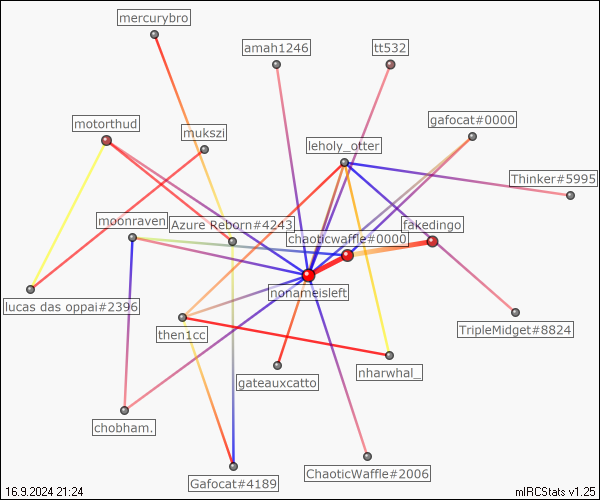 mercurybro
amah1246
tt532
motorthud
mukszi
gafocat#0000
leholy_otter
Thinker#5995
moonraven
Azure Reborn#4243
fakedingo
chaoticwaffle#0000
nonameisleft
lucas das oppai#2396
then1cc
TripleMidget#8824
nharwhal_
gateauxcatto
chobham.
ChaoticWaffle#2006
Gafocat#4189
16.9.2024 21:24
mIRCStats v1.25